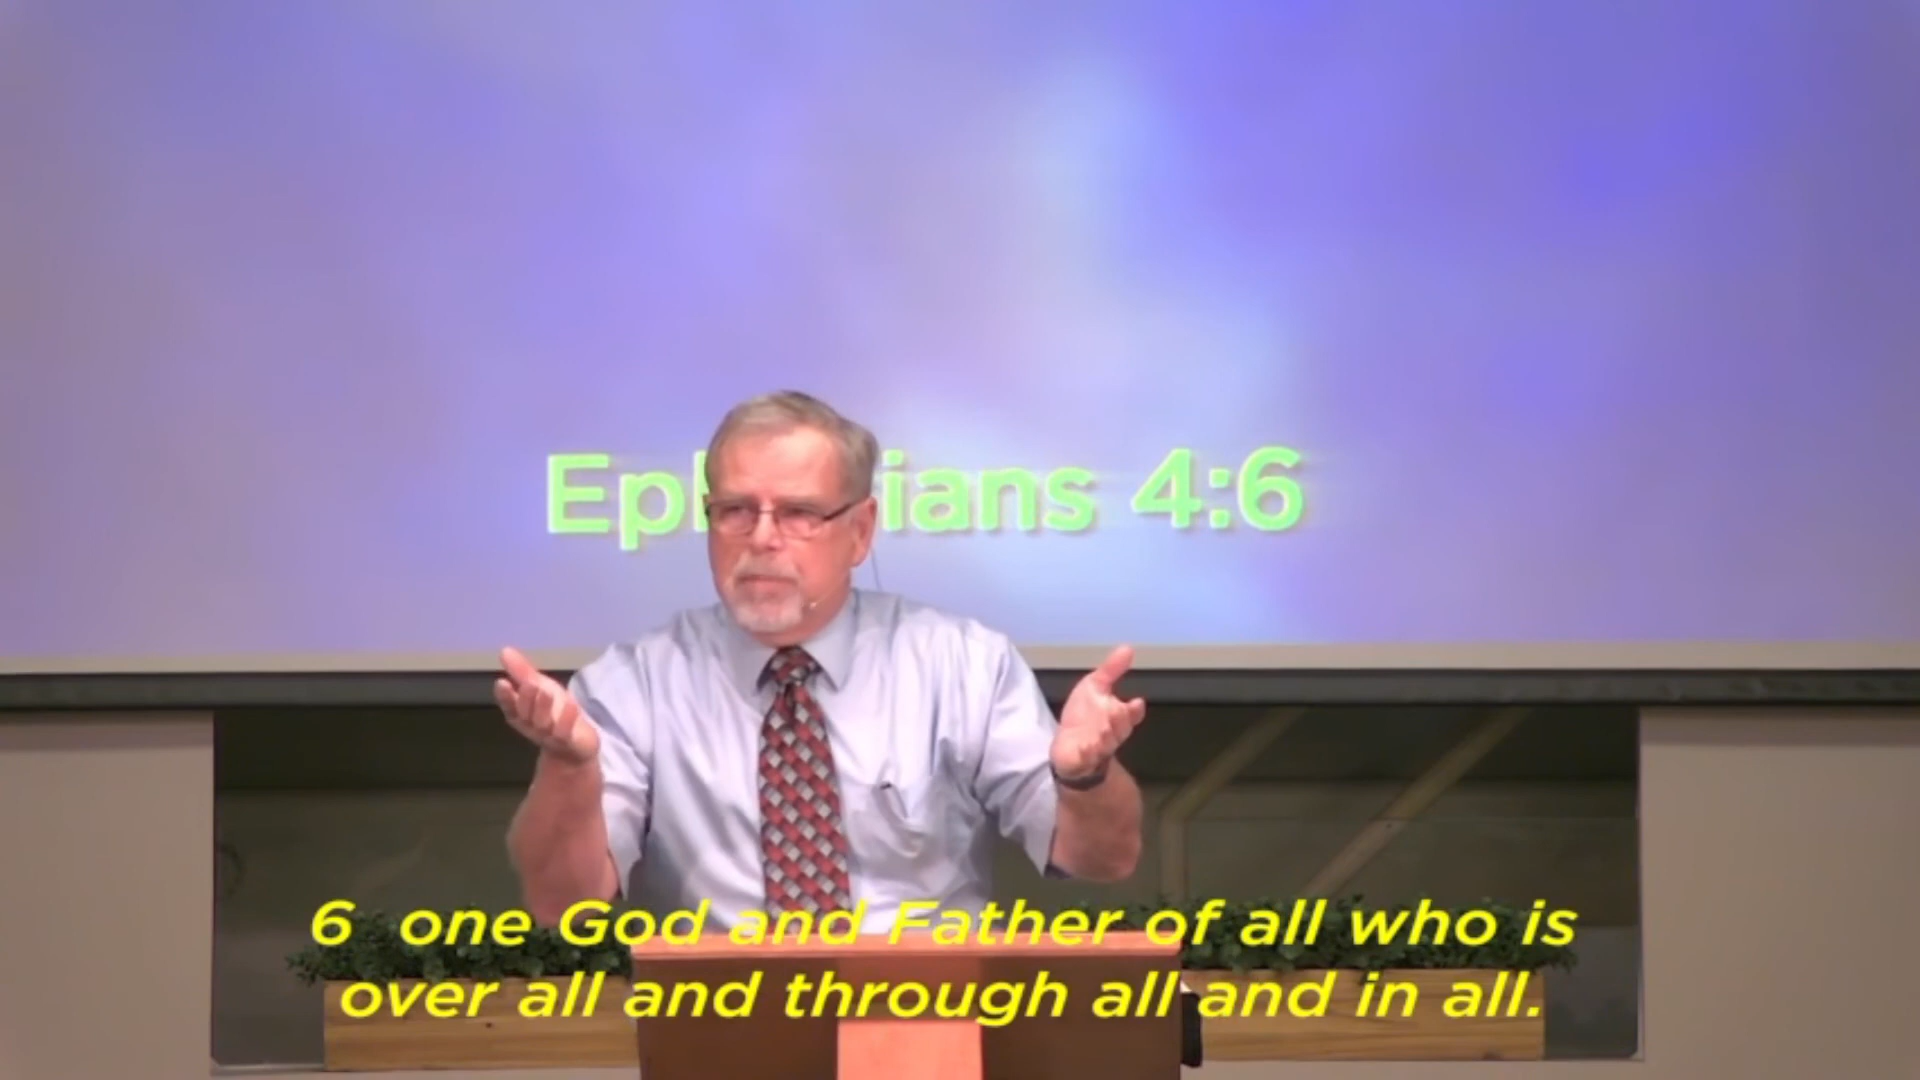 Ep ians 4:6
6 one God and Father of all who is
over all and through all and in all.